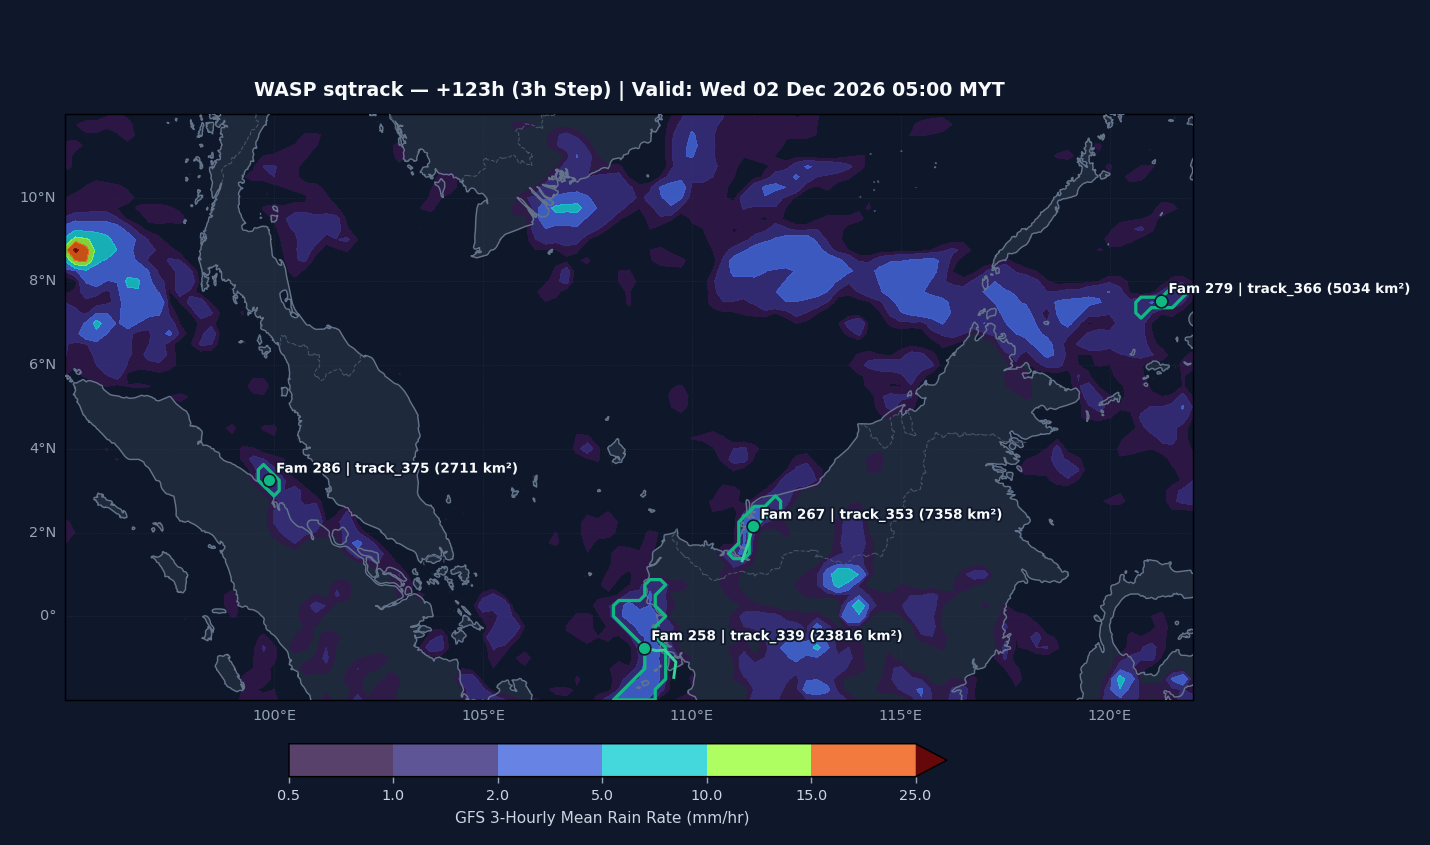 WASP sqtrack — +123h (3h Step) | Valid: Wed 02 Dec 2026 05:00 MYT
10°N
8°N
6°N
4°N
2°N
0°
Fam 279 | track_366 (5034 km²)
Fam 286 | track_375 (2711 km²)
Fam 267 | track_353 (7358 km²)
Fam 258 | track_339 (23816 km²)
100°E
105°E
110°E
115°E
120°E
0.5
1.0
2.0
5.0
10.0
15.0
25.0
GFS 3-Hourly Mean Rain Rate (mm/hr)